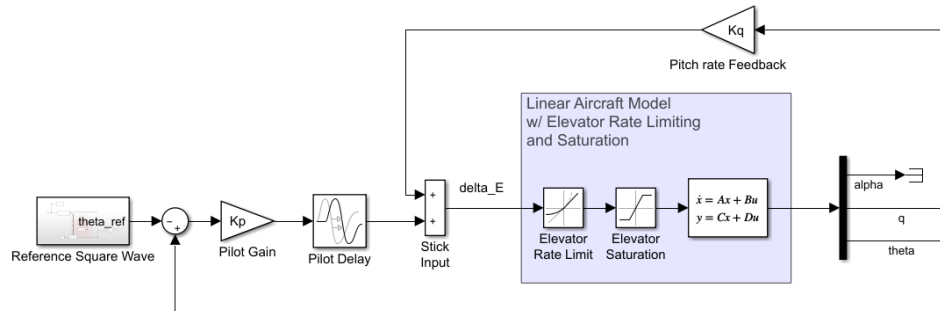 Kq
Pitch rate Feedback
Linear Aircraft Model
w/ Elevator Rate Limiting
and Saturation
theta_ref
Reference Square Wave
-
+
Kp
Pilot Gain
Pilot Delay
+
+
Stick
Input
delta_E
Elevator
Rate Limit
Elevator
Saturation
ẋ = Ax + Bu
y = Cx + Du
alpha
q
theta